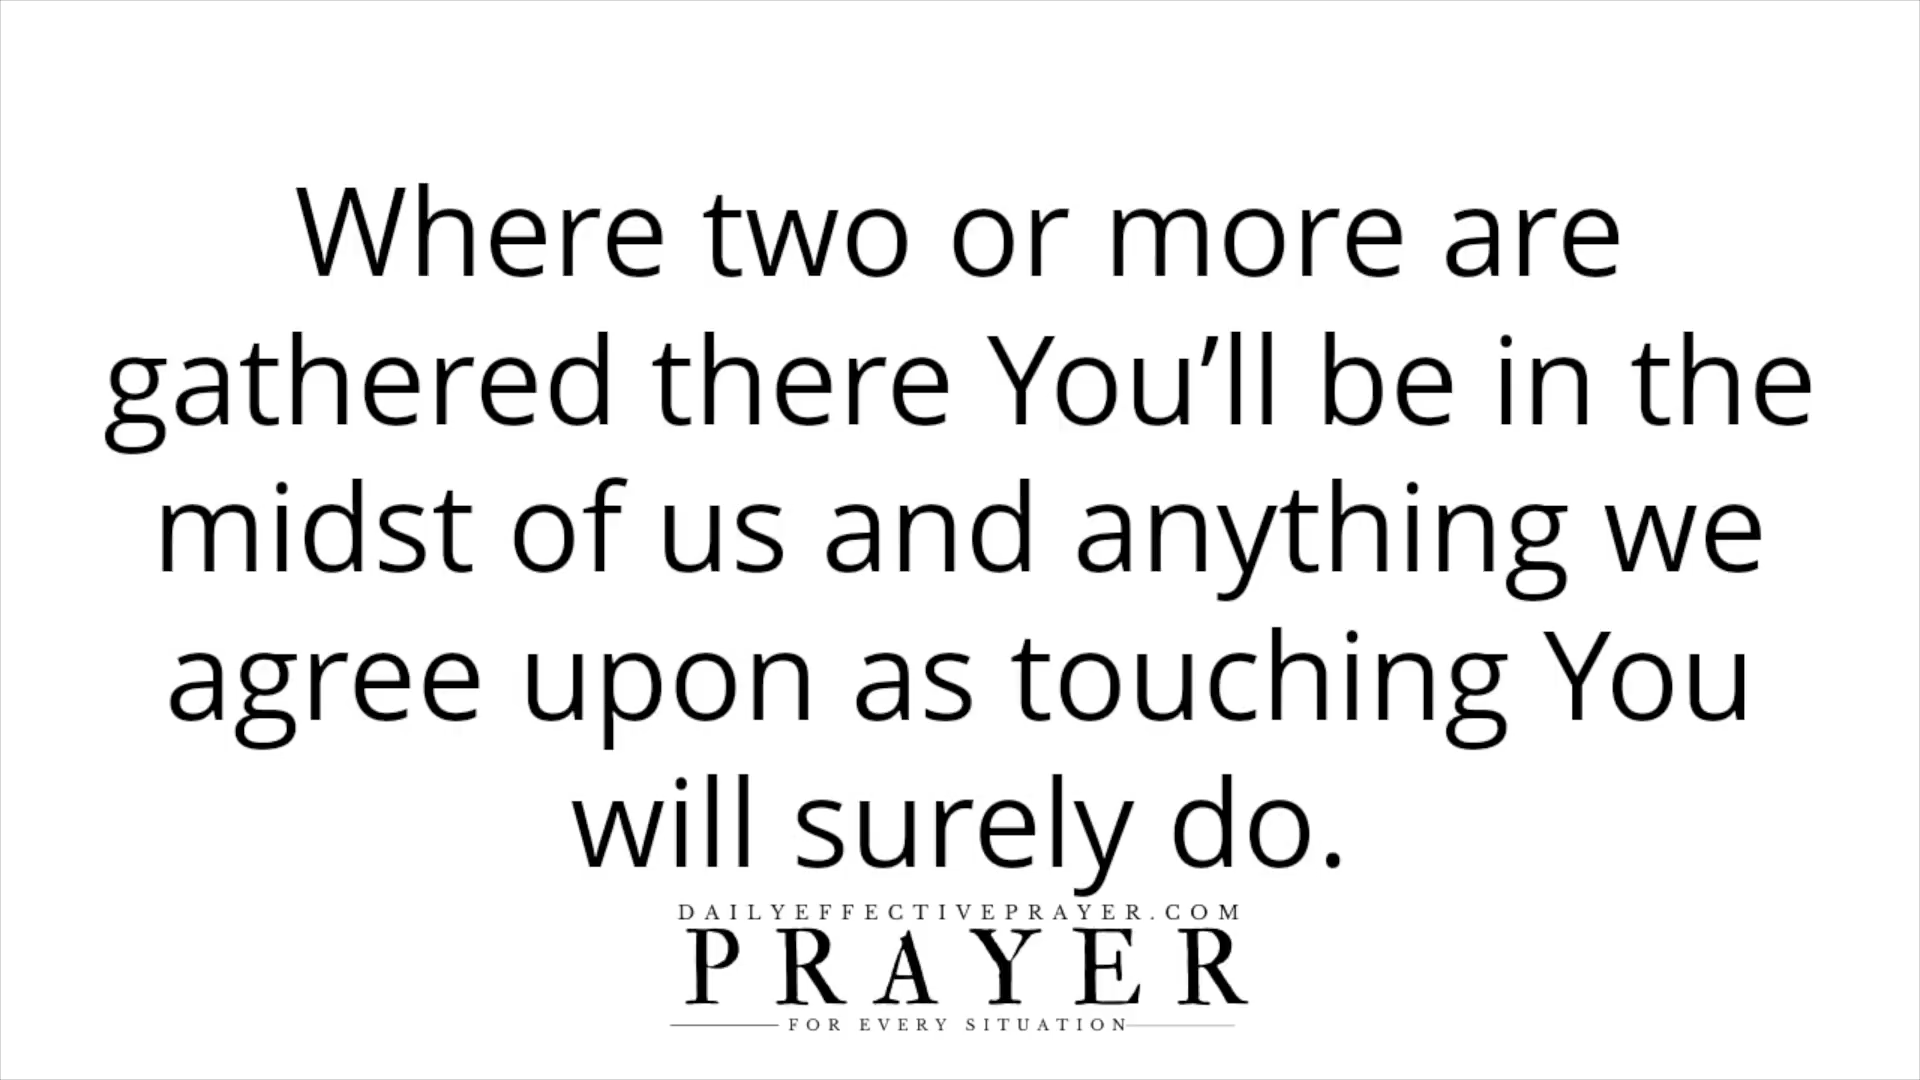 Where two or more are
gathered there You’ll be in the
midst of us and anything we
agree upon as touching You
will surely do.
DAILYEFFECTIVEPRAYER.COM
PRAYER
FOR EVERY SITUATION